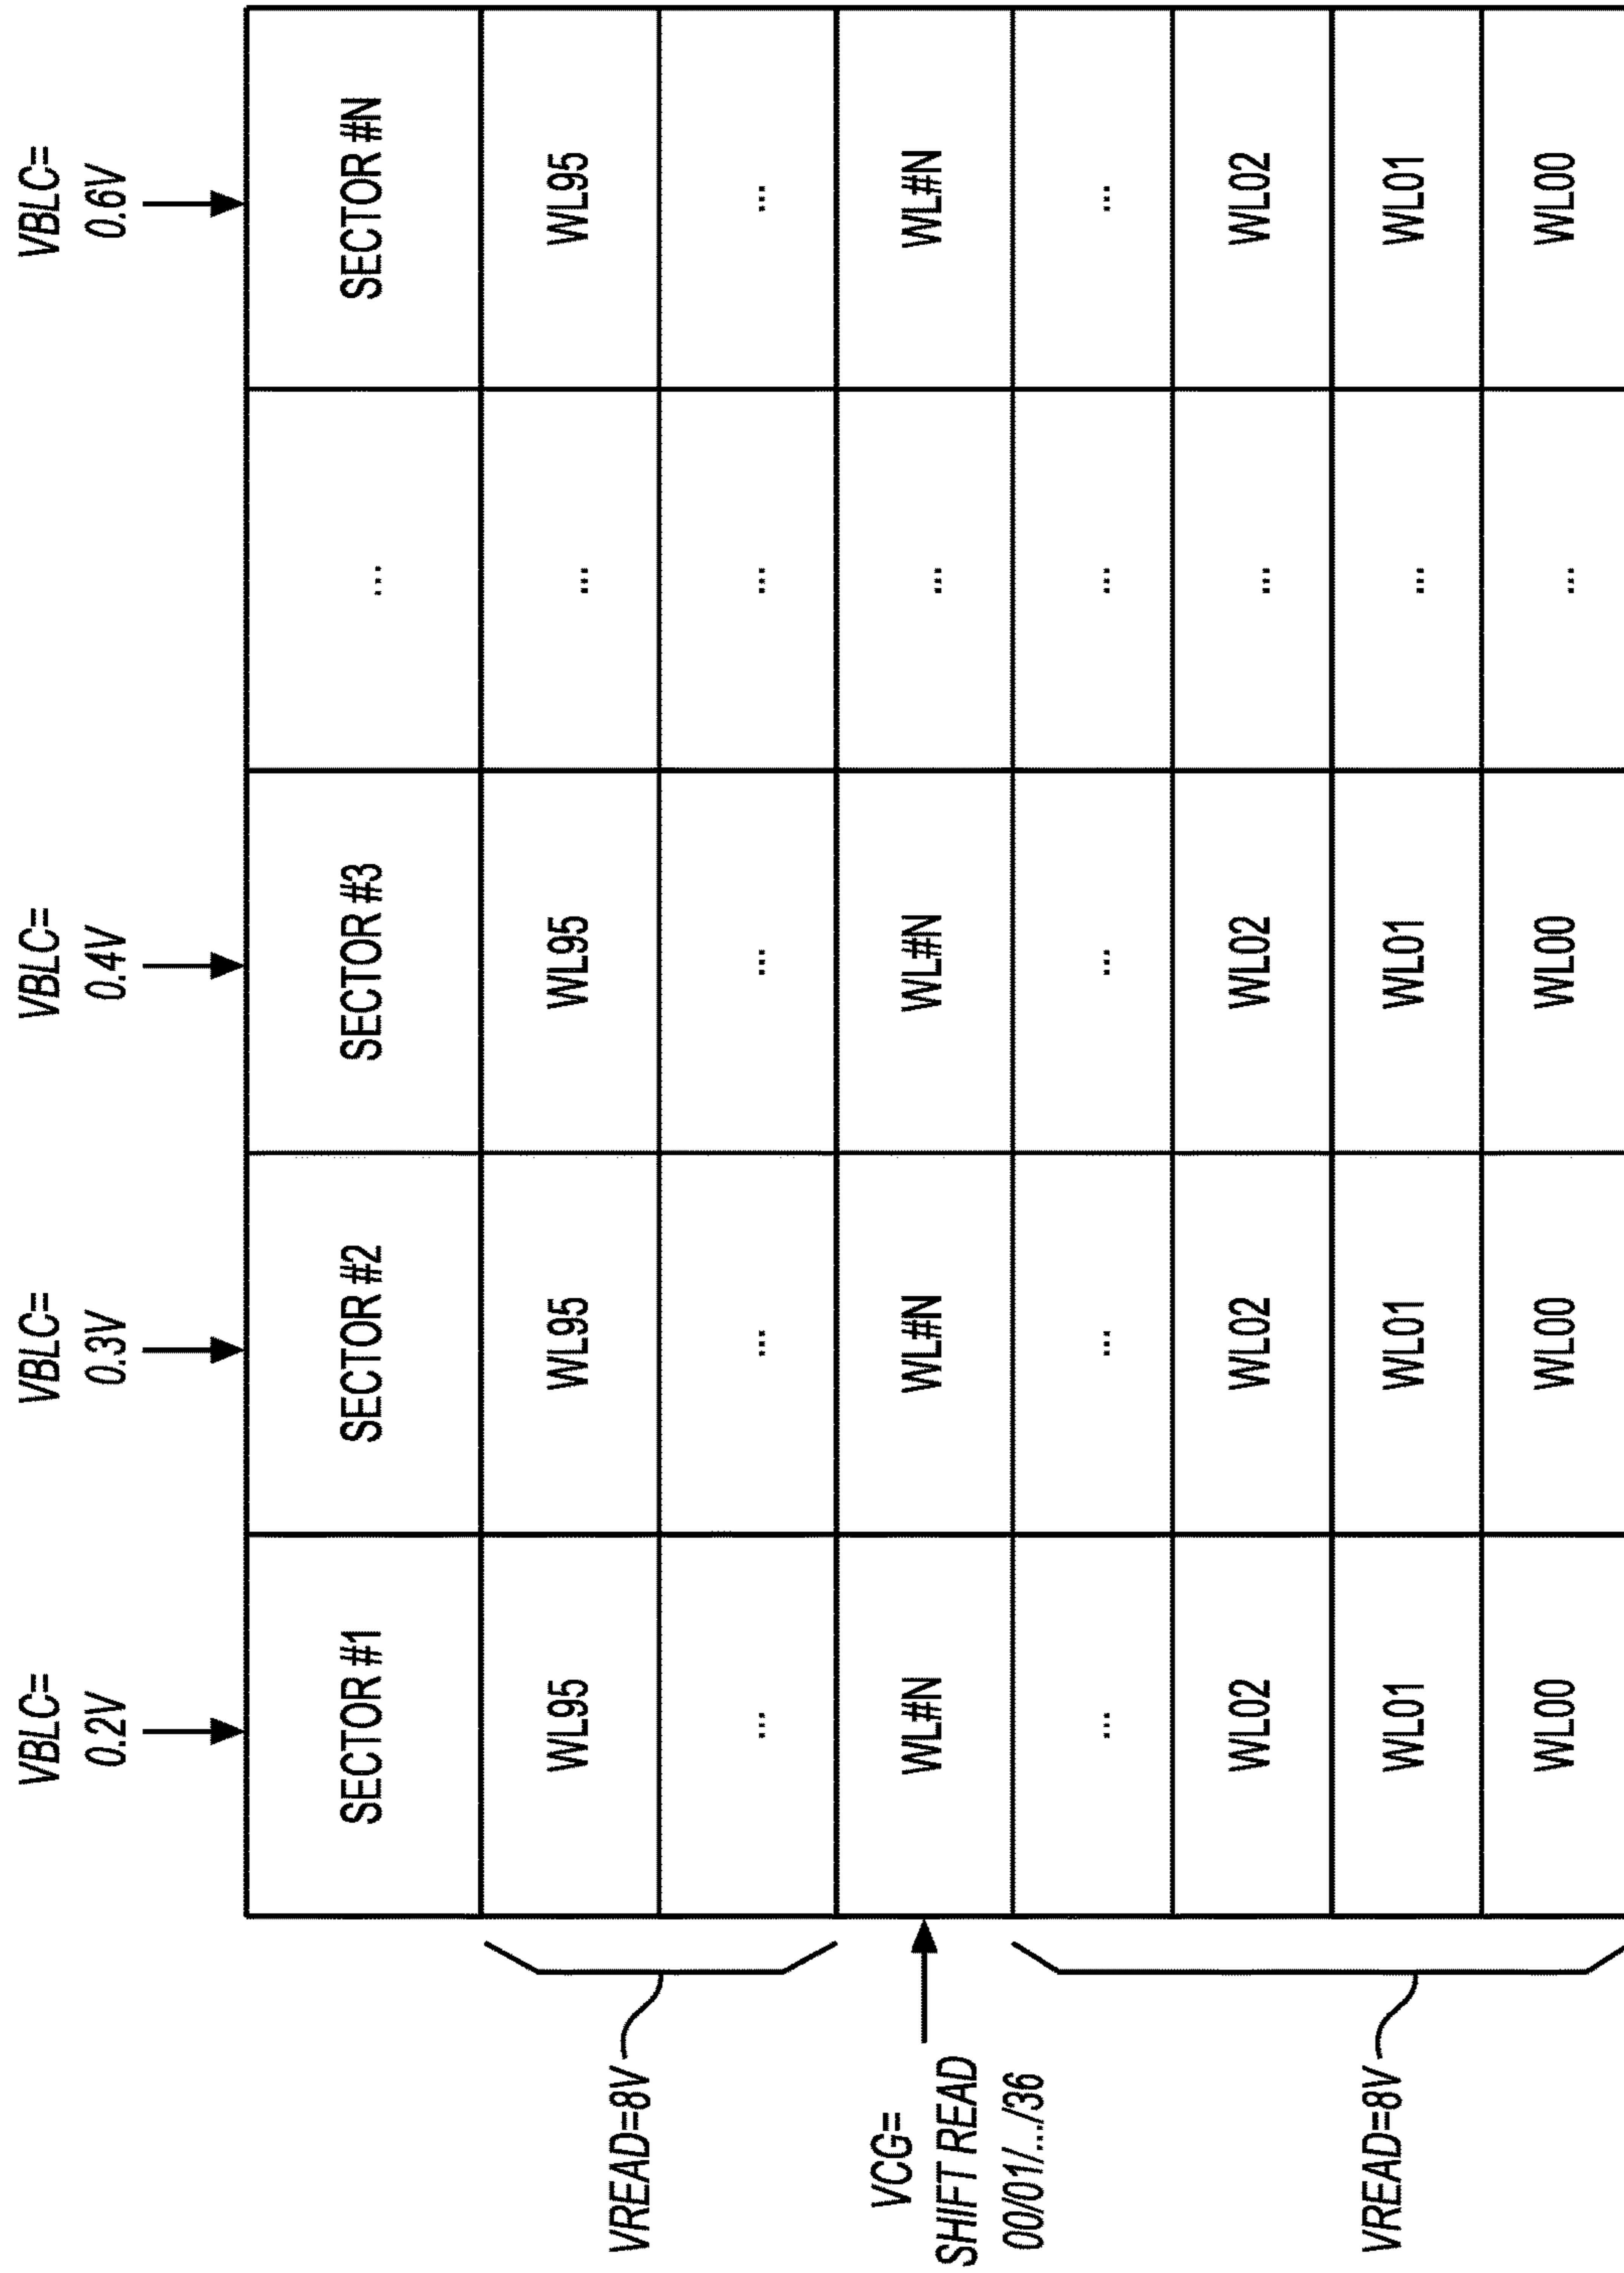 VBLC=
0.2V
VBLC=
0.3V
VBLC=
0.4V
VBLC=
0.6V
SECTOR #1
SECTOR #2
SECTOR #3
...
SECTOR #N
VREAD=8V
WL95
WL95
WL95
...
WL95
...
...
...
...
...
VCG=
SHIFT READ
00/01/.../36
WL#N
WL#N
WL#N
...
WL#N
VREAD=8V
...
...
...
...
...
WL02
WL02
WL02
...
WL02
WL01
WL01
WL01
...
WL01
WL00
WL00
WL00
...
WL00